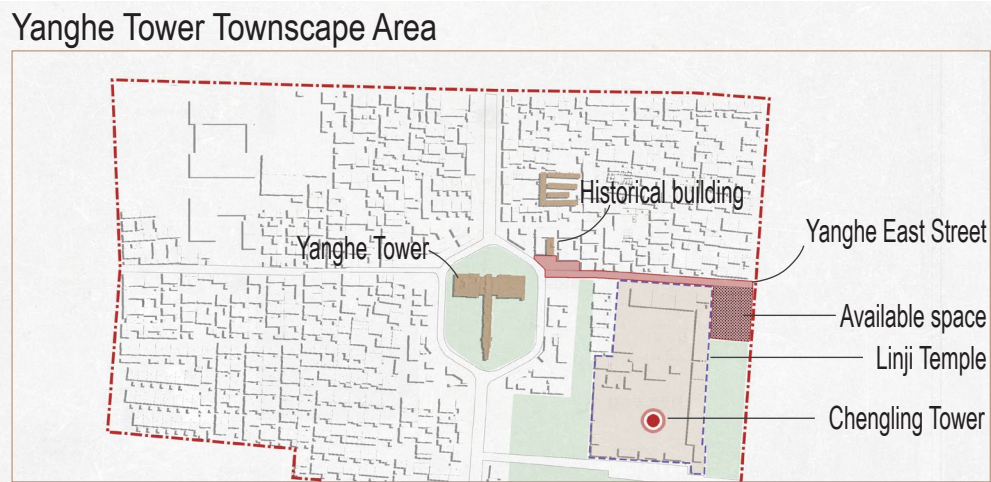 Yanghe Tower Townscape Area
Historical building
Yanghe Tower
Yanghe East Street
Available space
Linji Temple
Chengling Tower